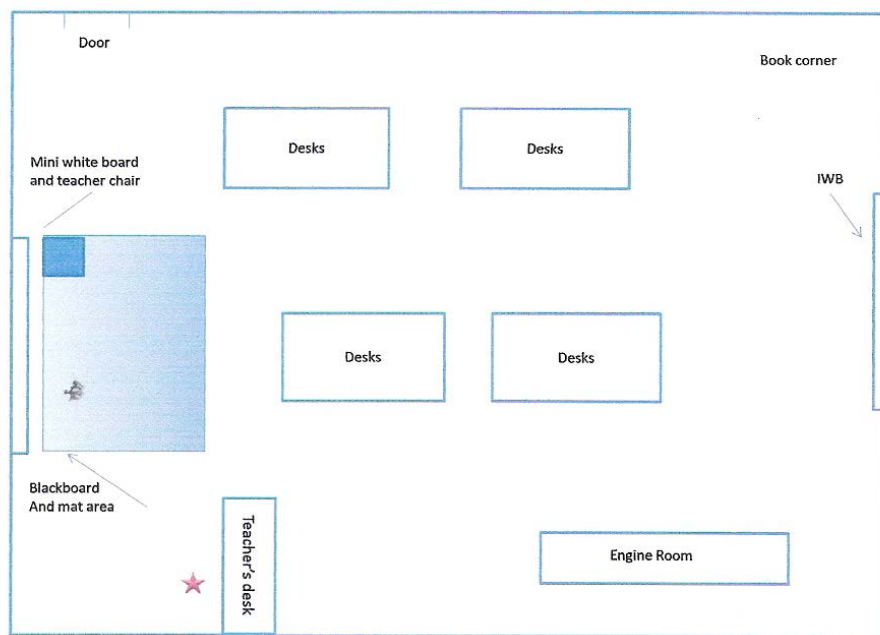 Door
Book corner
Desks
Desks
Mini white board
and teacher chair
IWB
Desks
Desks
Blackboard
And mat area
Teacher's desk
Engine Room